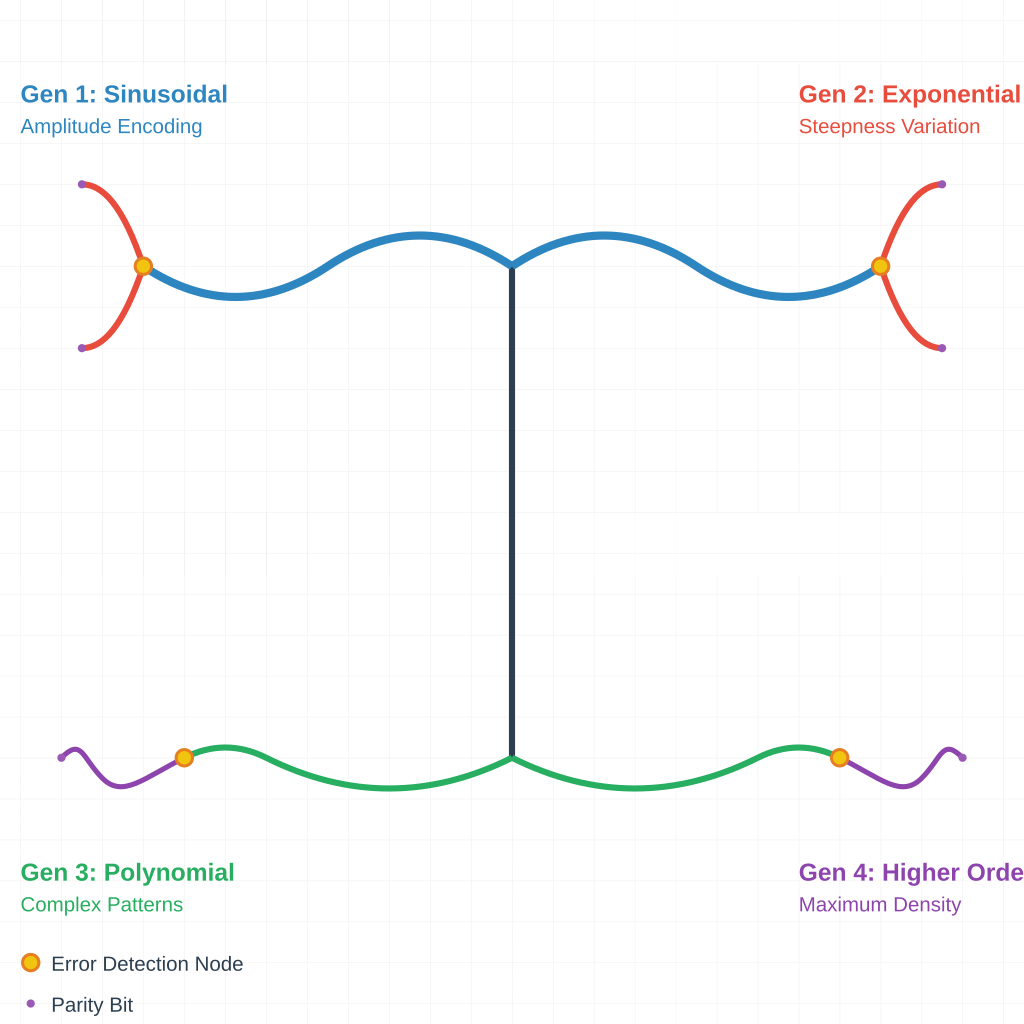 Gen 1: Sinusoidal
Amplitude Encoding
Gen 2: Exponential
Steepness Variation
Gen 3: Polynomial
Complex Patterns
Gen 4: Higher Orde
Maximum Density
Error Detection Node
Parity Bit